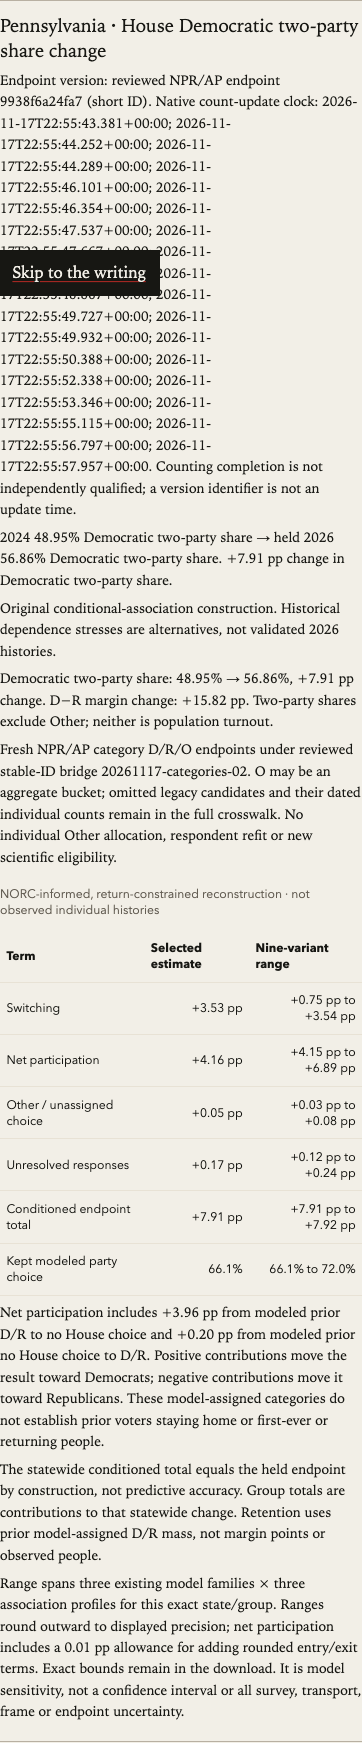 Pennsylvania · House Democratic two-party
share change
Endpoint version: reviewed NPR/AP endpoint
9938f6a24fa7 (short ID). Native count-update clock: 2026-
11-17T22:55:43.381+00:00; 2026-11-
17T22:55:44.252+00:00; 2026-11-
17T22:55:44.289+00:00; 2026-11-
17T22:55:46.101+00:00; 2026-11-
17T22:55:46.354+00:00; 2026-11-
17T22:55:47.537+00:00; 2026-11-
2026-11-
Skip to the writing
2026-11-
2026-11-
17T22:55:49.727+00:00; 2026-11-
17T22:55:49.932+00:00; 2026-11-
17T22:55:50.388+00:00; 2026-11-
17T22:55:52.338+00:00; 2026-11-
17T22:55:53.346+00:00; 2026-11-
17T22:55:55.115+00:00; 2026-11-
17T22:55:56.797+00:00; 2026-11-
17T22:55:57.957+00:00. Counting completion is not
independently qualified; a version identifier is not an
update time.
2024 48.95% Democratic two-party share → held 2026
56.86% Democratic two-party share. +7.91 pp change in
Democratic two-party share.
Original conditional-association construction. Historical
dependence stresses are alternatives, not validated 2026
histories.
Democratic two-party share: 48.95% → 56.86%, +7.91 pp
change. D−R margin change: +15.82 pp. Two-party shares
exclude Other; neither is population turnout.
Fresh NPR/AP category D/R/O endpoints under reviewed
stable-ID bridge 20261117-categories-02. O may be an
aggregate bucket; omitted legacy candidates and their dated
individual counts remain in the full crosswalk. No
individual Other allocation, respondent refit or new
scientific eligibility.
NORC-informed, return-constrained reconstruction · not
observed individual histories
Term Selected estimate Nine-variant range
Switching +3.53 pp +0.75 pp to +3.54 pp
Net participation +4.16 pp +4.15 pp to +6.89 pp
Other / unassigned choice +0.05 pp +0.03 pp to +0.08 pp
Unresolved responses +0.17 pp +0.12 pp to +0.24 pp
Conditioned endpoint total +7.91 pp +7.91 pp to +7.92 pp
Kept modeled party choice 66.1% 66.1% to 72.0%
Net participation includes +3.96 pp from modeled prior
D/R to no House choice and +0.20 pp from modeled prior
no House choice to D/R. Positive contributions move the
result toward Democrats; negative contributions move it
toward Republicans. These model-assigned categories do
not establish prior voters staying home or first-ever or
returning people.
The statewide conditioned total equals the held endpoint
by construction, not predictive accuracy. Group totals are
contributions to that statewide change. Retention uses
prior model-assigned D/R mass, not margin points or
observed people.
Range spans three existing model families × three
association profiles for this exact state/group. Ranges
round outward to displayed precision; net participation
includes a 0.01 pp allowance for adding rounded entry/exit
terms. Exact bounds remain in the download. It is model
sensitivity, not a confidence interval or all survey, transport,
frame or endpoint uncertainty.